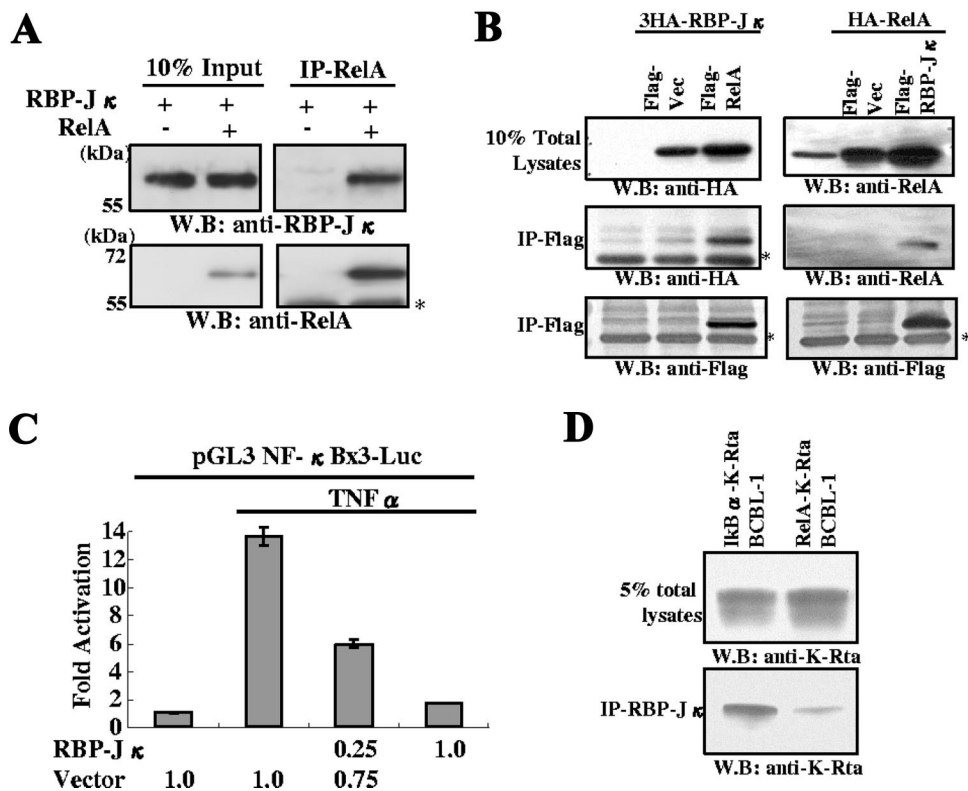 A
10% Input IP-RelA
RBP-J κ + + + +
RelA - + - +
(kDa)
55
W.B: anti-RBP-J κ
(kDa)
72
55
*
W.B: anti-RelA
B
3HA-RBP-J κ HA-RelA
Flag-
Vec
Flag-
RelA
Flag-
Vec
Flag-
RBP-J κ
10% Total
Lysates
W.B: anti-HA W.B: anti-RelA
IP-Flag
*
W.B: anti-HA W.B: anti-RelA
IP-Flag
* *
W.B: anti-Flag W.B: anti-Flag
C
pGL3 NF- κ Bx3-Luc
TNF α
Fold Activation
14
12
10
8
6
4
2
0
RBP-J κ 0.25 1.0
Vector 1.0 1.0 0.75
D
IkB α -K-Rta
BCBL-1
RelA-K-Rta
BCBL-1
5% total
lysates
W.B: anti-K-Rta
IP-RBP-J κ
W.B: anti-K-Rta